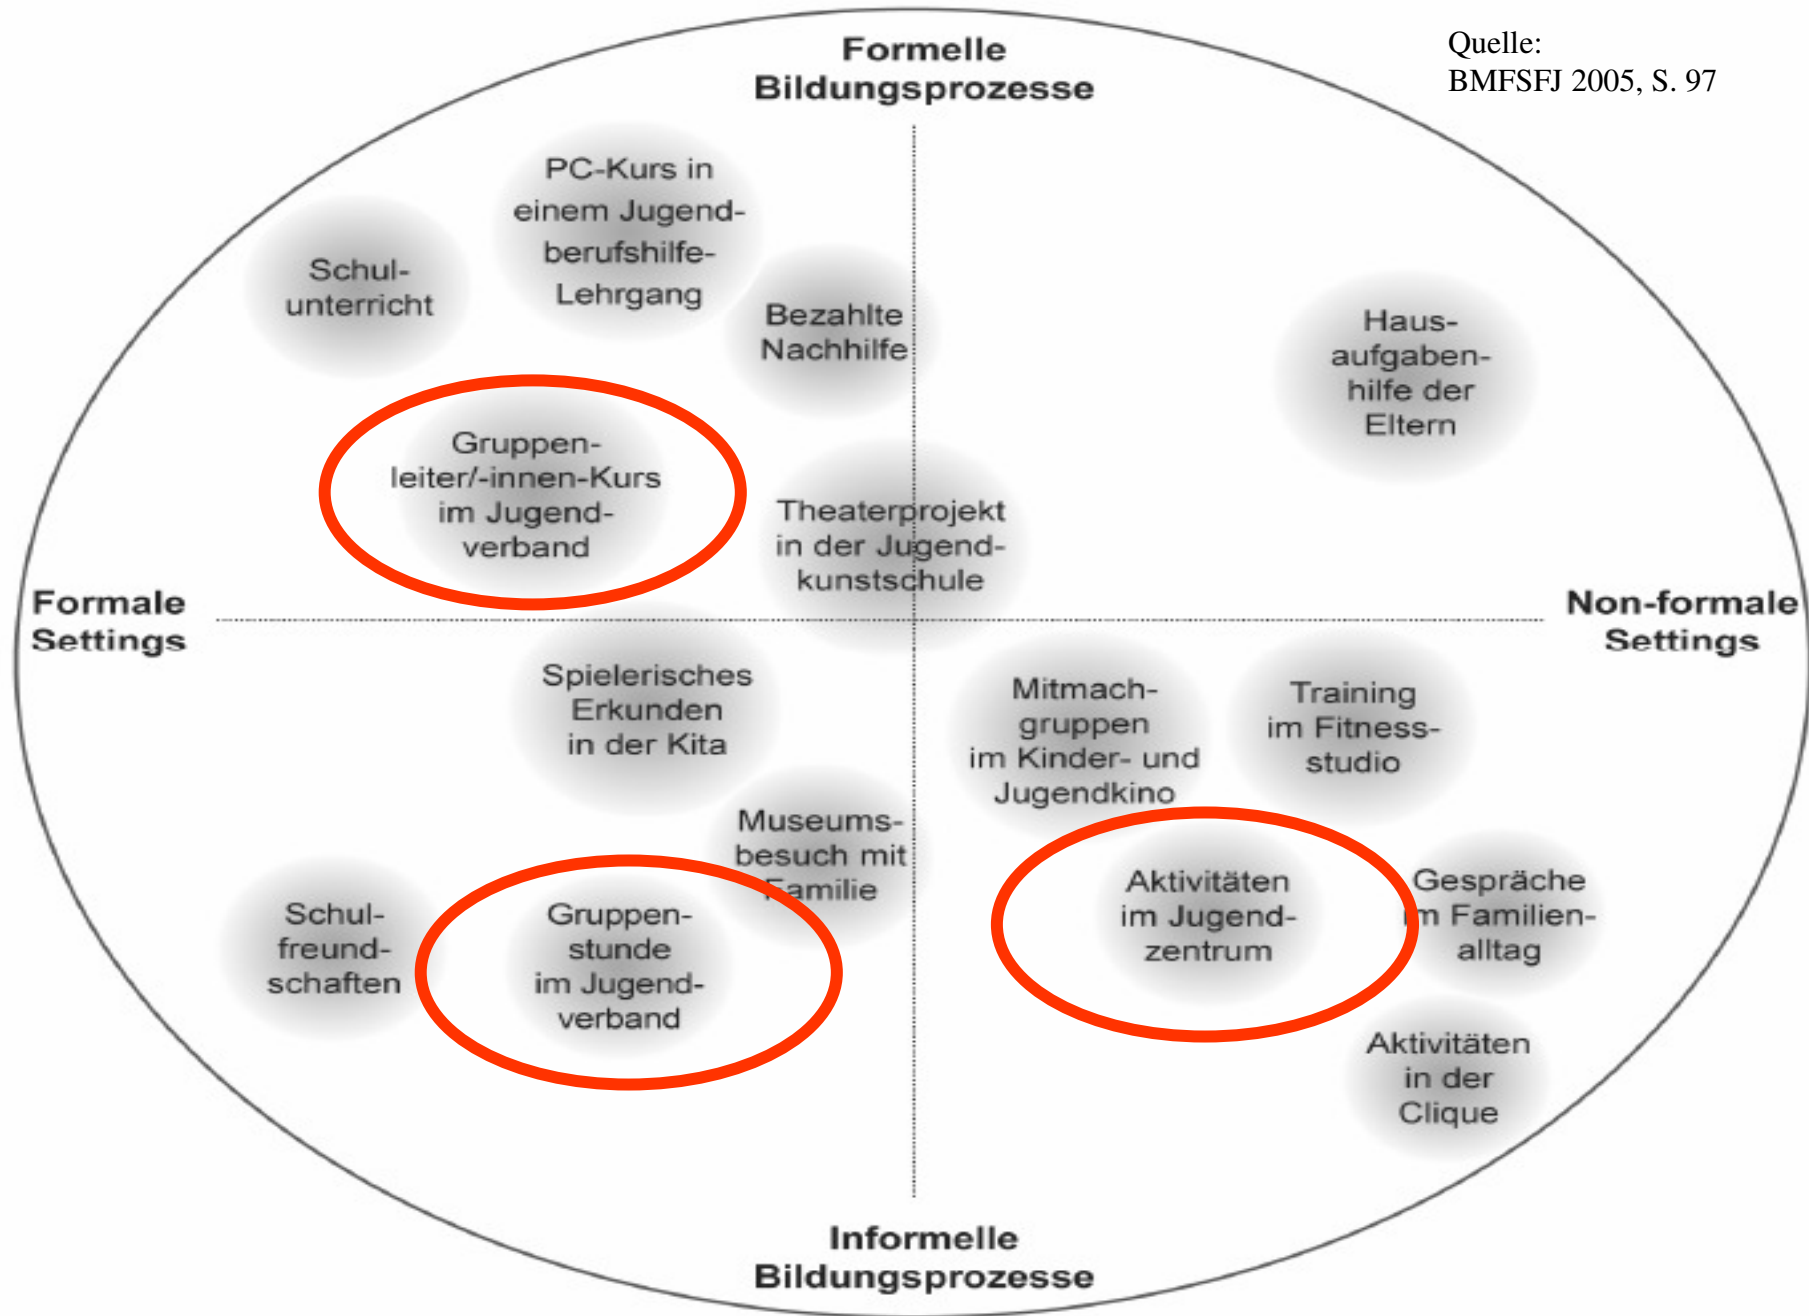 Quelle:
BMFSFJ 2005, S. 97
Formelle
Bildungsprozesse
PC-Kurs in
einem Jugend-
berufshilfe-
Lehrgang
Schul-
unterricht
Bezahlte
Nachhilfe
Haus-
aufgaben-
hilfe der
Eltern
Gruppen-
leiter/-innen-Kurs
im Jugend-
verband
Theaterprojekt
in der Jugend-
kunstschule
Formale
Settings
Non-formale
Settings
Spielerisches
Erkunden
in der Kita
Mitmach-
gruppen
im Kinder- und
Jugendkino
Training
im Fitness-
studio
Museums-
besuch mit
Familie
Schul-
freund-
schaften
Gruppen-
stunde
im Jugend-
verband
Aktivitäten
im Jugend-
zentrum
Gespräche
im Familien-
alltag
Aktivitäten
in der
Clique
Informelle
Bildungsprozesse